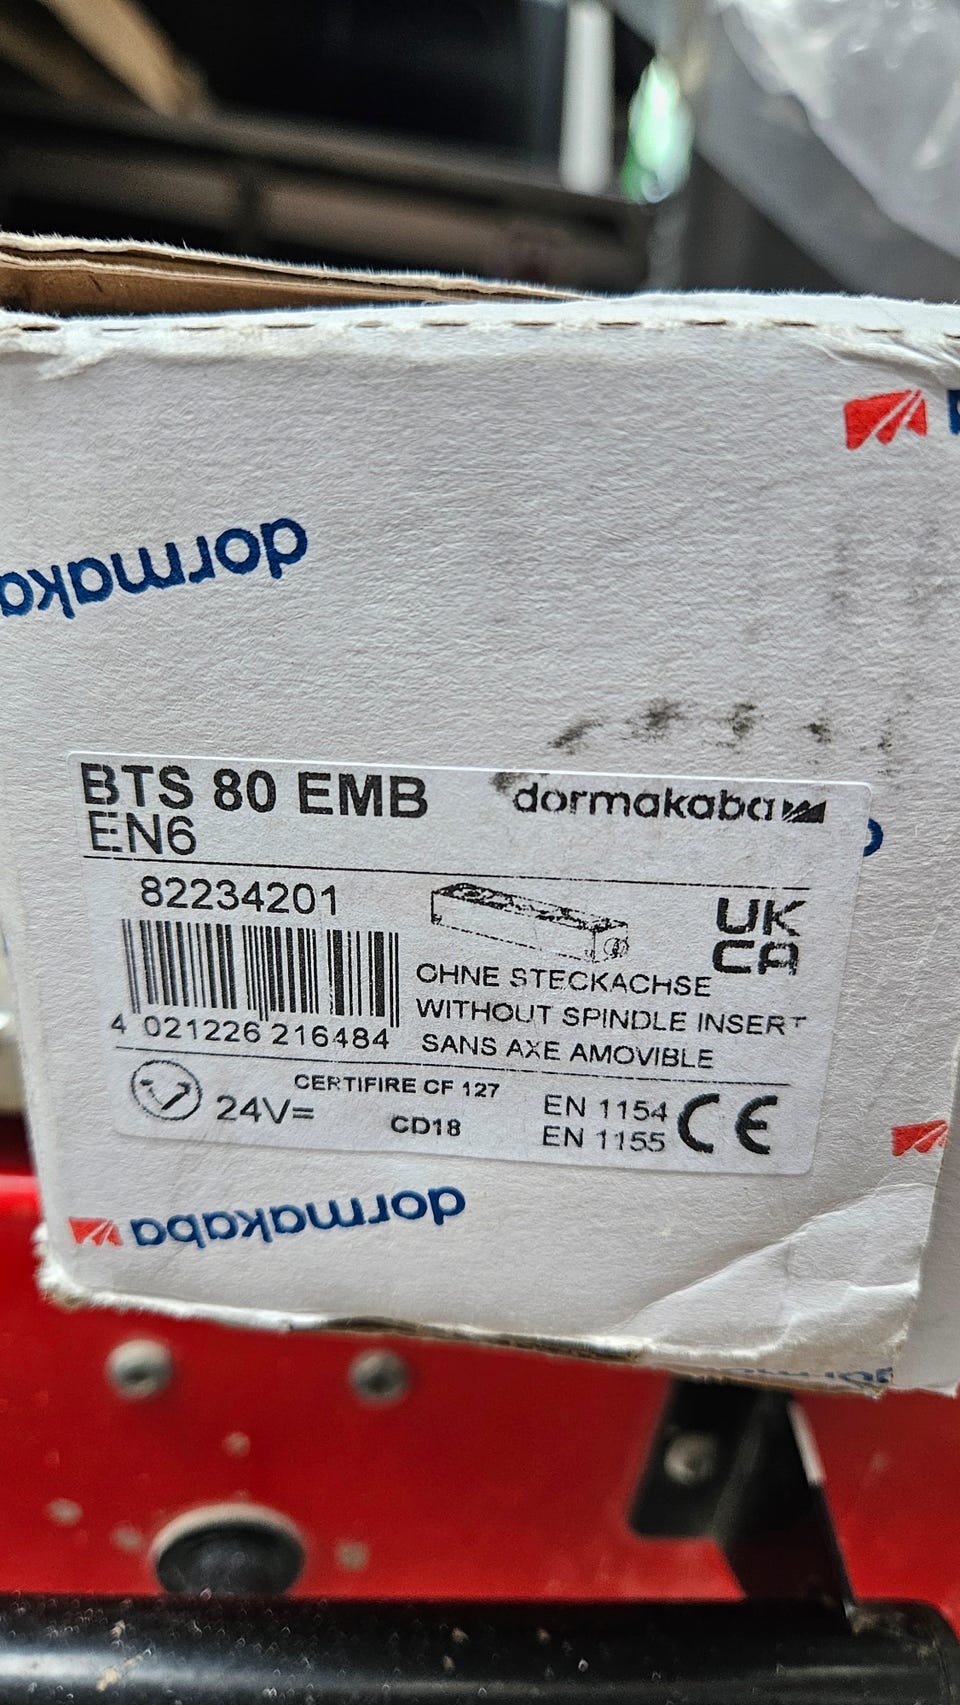 dormaka
BTS 80 EMB
EN6
dormakaba
82234201
UK
CA
OHNE STECKACHSE
WITHOUT SPINDLE INSERT
SANS AXE AMOVIBLE
4 021226 216484
24V=
CERTIFIRE CF 127
CD18
EN 1154
EN 1155
CE
dormakaba